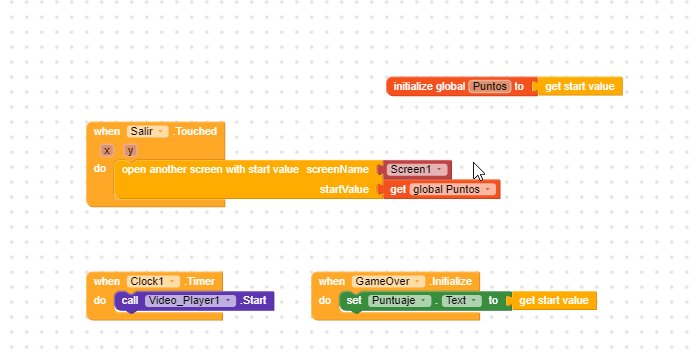 initialize global Puntos to get start value
when Salir .Touched
x y
do open another screen with start value screenName Screen1
startValue get global Puntos
when Clock1 .Timer
do call Video_Player1 .Start
when GameOver .Initialize
do set Puntuaje . Text to get start value